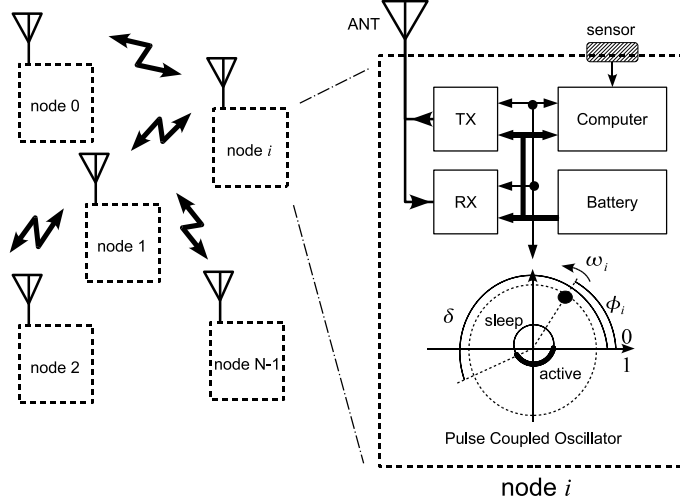 ANT
sensor
node 0
node i
TX
Computer
node 1
RX
Battery
node 2
node N-1
ω_i
ϕ_i
δ
sleep
0
1
active
Pulse Coupled Oscillator
node i